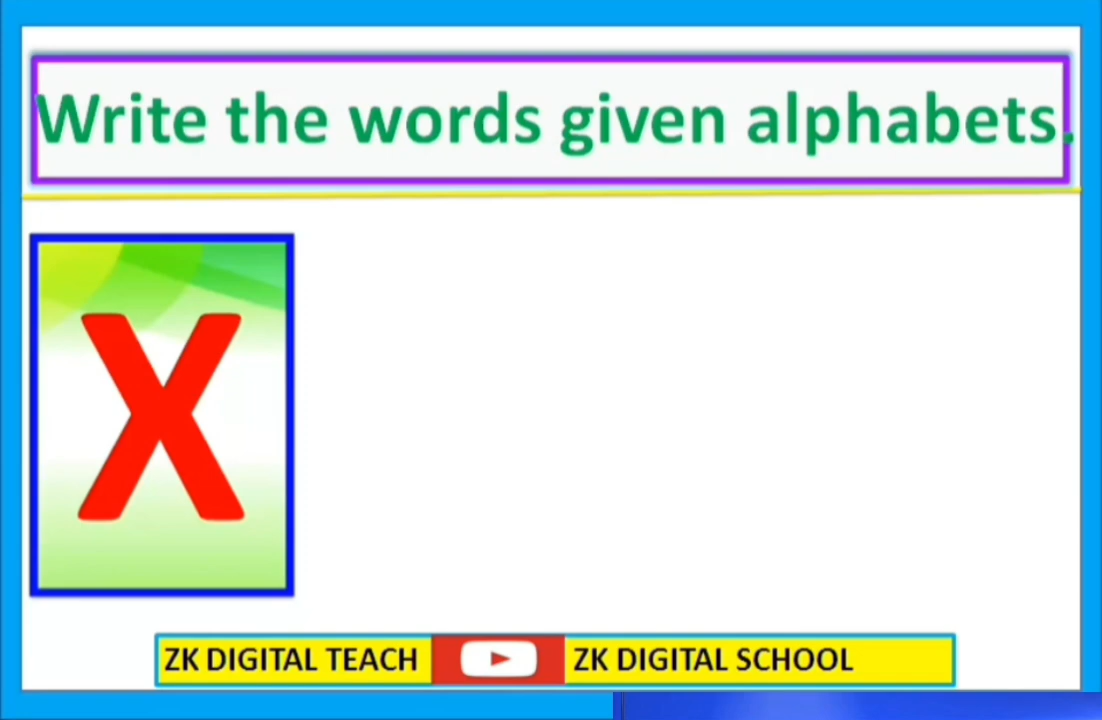 Write the words given alphabets.
X
ZK DIGITAL TEACH ZK DIGITAL SCHOOL